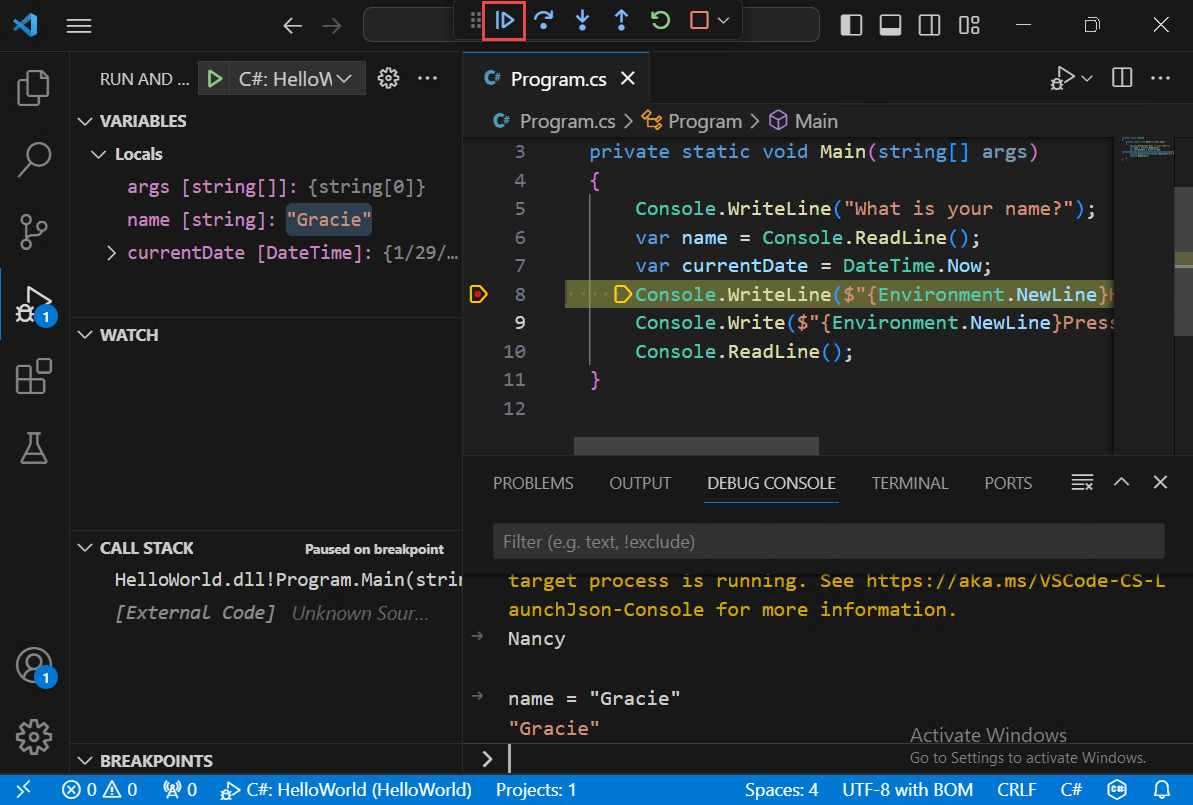 RUN AND ...
C#: HelloW
Program.cs
VARIABLES
Locals
args [string[]]: {string[0]}
name [string]: "Gracie"
currentDate [DateTime]: {1/29/…
WATCH
CALL STACK
Paused on breakpoint
HelloWorld.dll!Program.Main(strin
[External Code] Unknown Sour...
BREAKPOINTS
1
1
C# Program.cs
C# Program.cs > Program > Main
3 private static void Main(string[] args)
4 {
5 Console.WriteLine("What is your name?");
6 var name = Console.ReadLine();
7 var currentDate = DateTime.Now;
8 Console.WriteLine($"{Environment.NewLine}H
9 Console.Write($"{Environment.NewLine}Press
10 Console.ReadLine();
11 }
12
PROBLEMS OUTPUT DEBUG CONSOLE TERMINAL PORTS
Filter (e.g. text, !exclude)
target process is running. See https://aka.ms/VSCode-CS-L
aunchJson-Console for more information.
Nancy
name = "Gracie"
"Gracie"
Activate Windows
Go to Settings to activate Windows.
0 0 0 C#: HelloWorld (HelloWorld) Projects: 1 Spaces: 4 UTF-8 with BOM CRLF C#